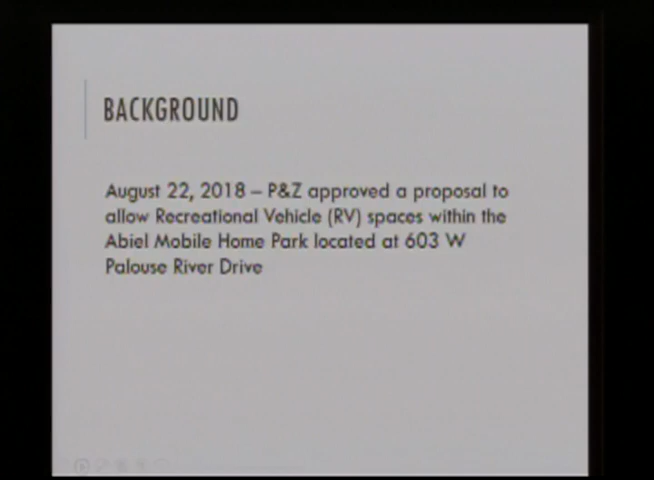 BACKGROUND
August 22, 2018 – P&Z approved a proposal to
allow Recreational Vehicle (RV) spaces within the
Abiel Mobile Home Park located at 603 W
Palouse River Drive